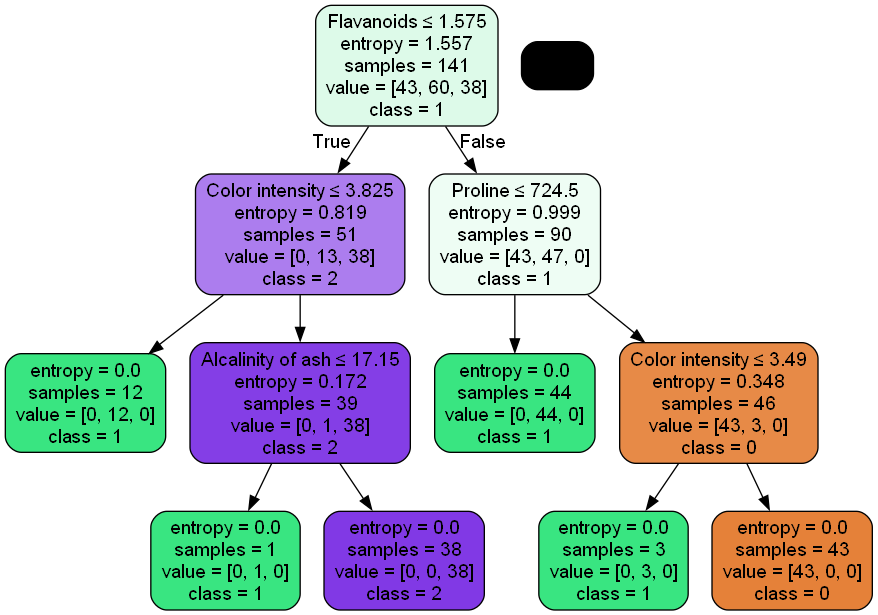 Flavanoids ≤ 1.575
entropy = 1.557
samples = 141
value = [43, 60, 38]
class = 1
True
False
Color intensity ≤ 3.825
entropy = 0.819
samples = 51
value = [0, 13, 38]
class = 2
Proline ≤ 724.5
entropy = 0.999
samples = 90
value = [43, 47, 0]
class = 1
entropy = 0.0
samples = 12
value = [0, 12, 0]
class = 1
Alcalinity of ash ≤ 17.15
entropy = 0.172
samples = 39
value = [0, 1, 38]
class = 2
entropy = 0.0
samples = 44
value = [0, 44, 0]
class = 1
Color intensity ≤ 3.49
entropy = 0.348
samples = 46
value = [43, 3, 0]
class = 0
entropy = 0.0
samples = 1
value = [0, 1, 0]
class = 1
entropy = 0.0
samples = 38
value = [0, 0, 38]
class = 2
entropy = 0.0
samples = 3
value = [0, 3, 0]
class = 1
entropy = 0.0
samples = 43
value = [43, 0, 0]
class = 0